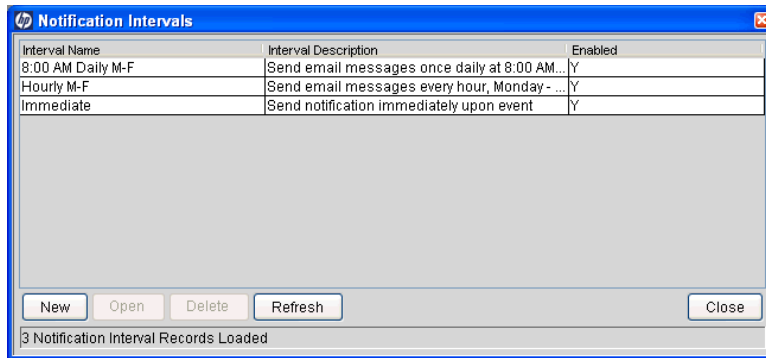 hp Notification Intervals
Interval Name Interval Description Enabled
8:00 AM Daily M-F Send email messages once daily at 8:00 AM... Y
Hourly M-F Send email messages every hour, Monday - ... Y
Immediate Send notification immediately upon event Y
New Open Delete Refresh Close
3 Notification Interval Records Loaded